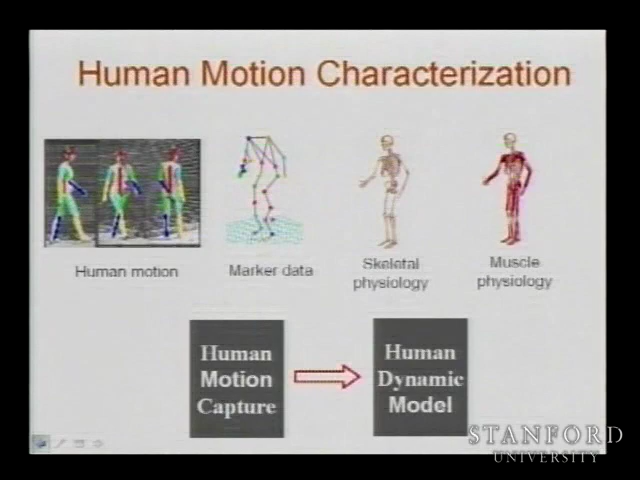 Human Motion Characterization
Human motion
Marker data
Skeletal
physiology
Muscle
physiology
Human
Motion
Capture
Human
Dynamic
Model
STANFORD
UNIVERSITY